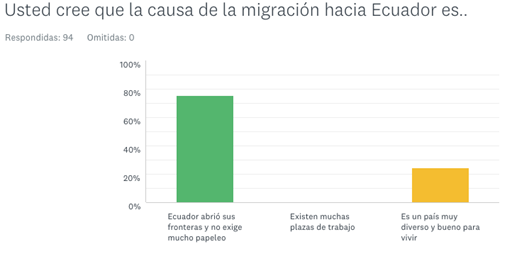 Usted cree que la causa de la migración hacia Ecuador es..
Respondidas: 94 Omitidas: 0
100%
80%
60%
40%
20%
0%
Ecuador abrió sus
fronteras y no exige
mucho papeleo
Existen muchas
plazas de trabajo
Es un país muy
diverso y bueno para
vivir